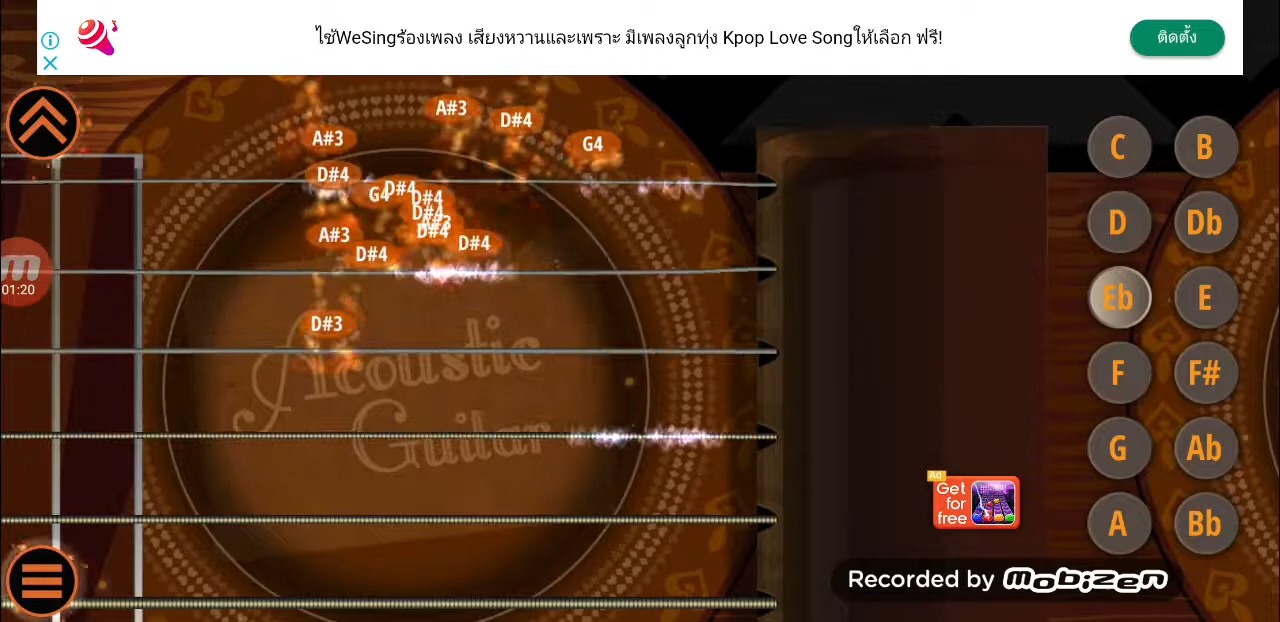 ไช้WeSingร้องเพลง เสียงหวานและเพราะ มีเพลงลูกทุ่ง Kpop Love Songให้เลือก ฟรี!
ติดตั้ง
A#3
D#4
A#3
G4
D#4
G4
D#4
D#4
D#4
A#3
D#4
A#3
D#4
D#4
D#3
m
01:20
Acoustic
Guitar
C
B
D
Db
Eb
E
F
F#
G
Ab
A
Bb
Ad
Get
for
free
Recorded by mobizen